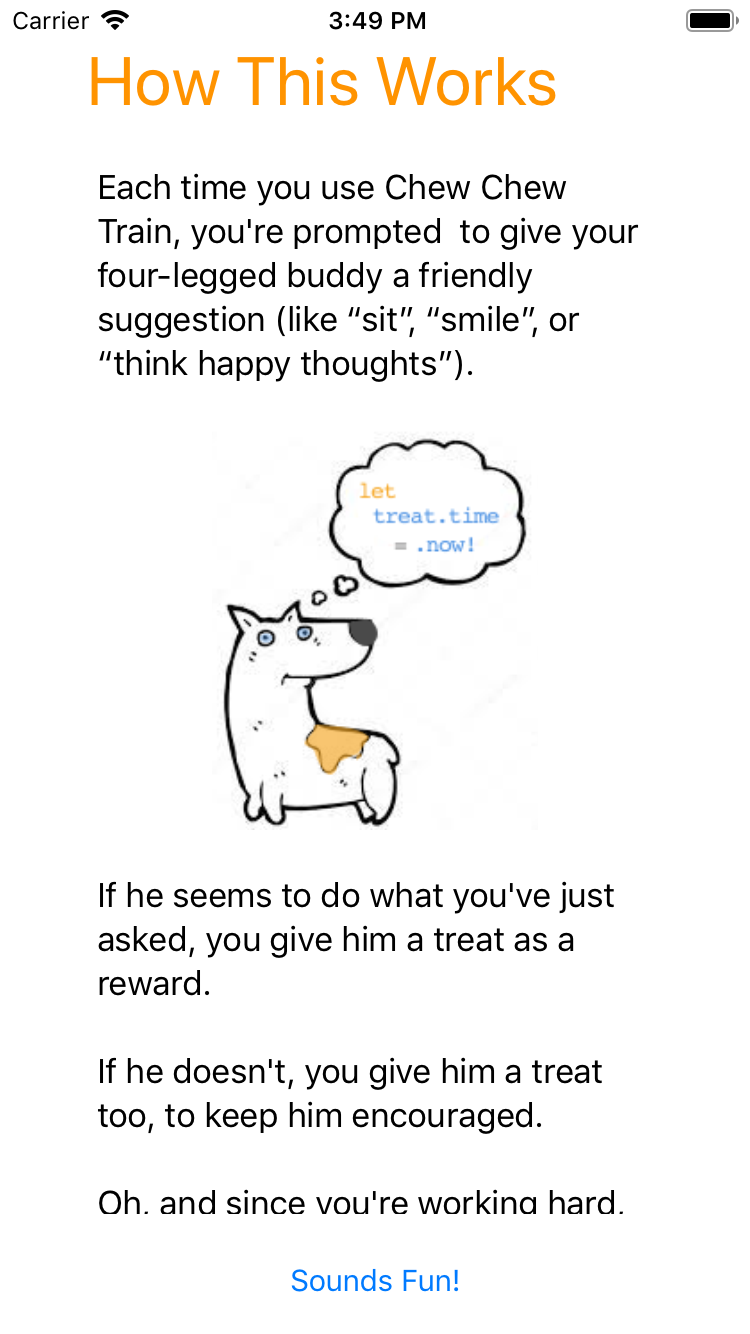 Carrier 3:49 PM
How This Works
Each time you use Chew Chew
Train, you're prompted  to give your
four-legged buddy a friendly
suggestion (like “sit”, “smile”, or
“think happy thoughts”).
let
treat.time
= .now!
If he seems to do what you've just
asked, you give him a treat as a
reward.
If he doesn't, you give him a treat
too, to keep him encouraged.
Oh, and since you're working hard,
Sounds Fun!